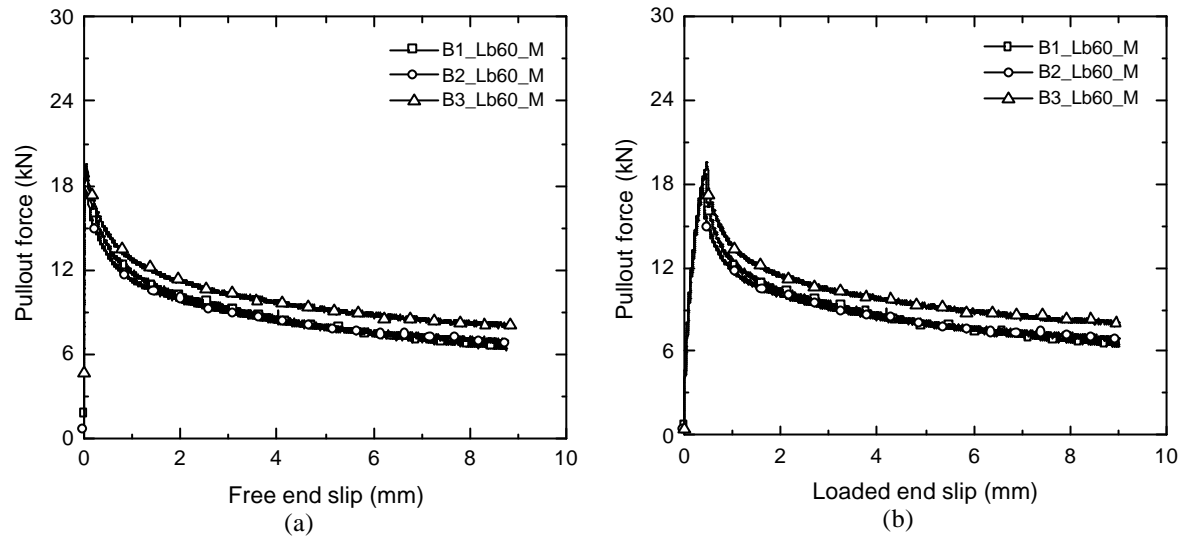 30
24
18
12
6
0
Pullout force (kN)
B1_Lb60_M
B2_Lb60_M
B3_Lb60_M
0 2 4 6 8 10
Free end slip (mm)
(a)
30
24
18
12
6
0
Pullout force (kN)
B1_Lb60_M
B2_Lb60_M
B3_Lb60_M
0 2 4 6 8 10
Loaded end slip (mm)
(b)